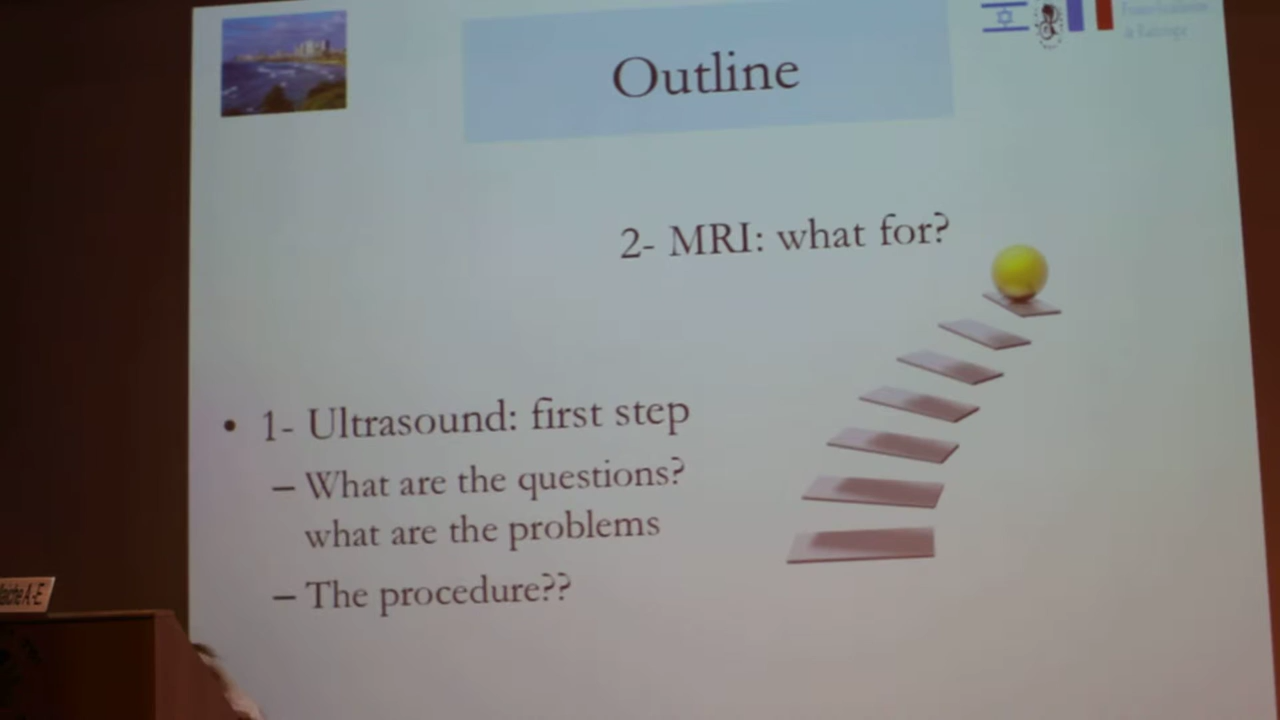 Outline
2- MRI: what for?
• 1- Ultrasound: first step
– What are the questions?
what are the problems
– The procedure??
A-E